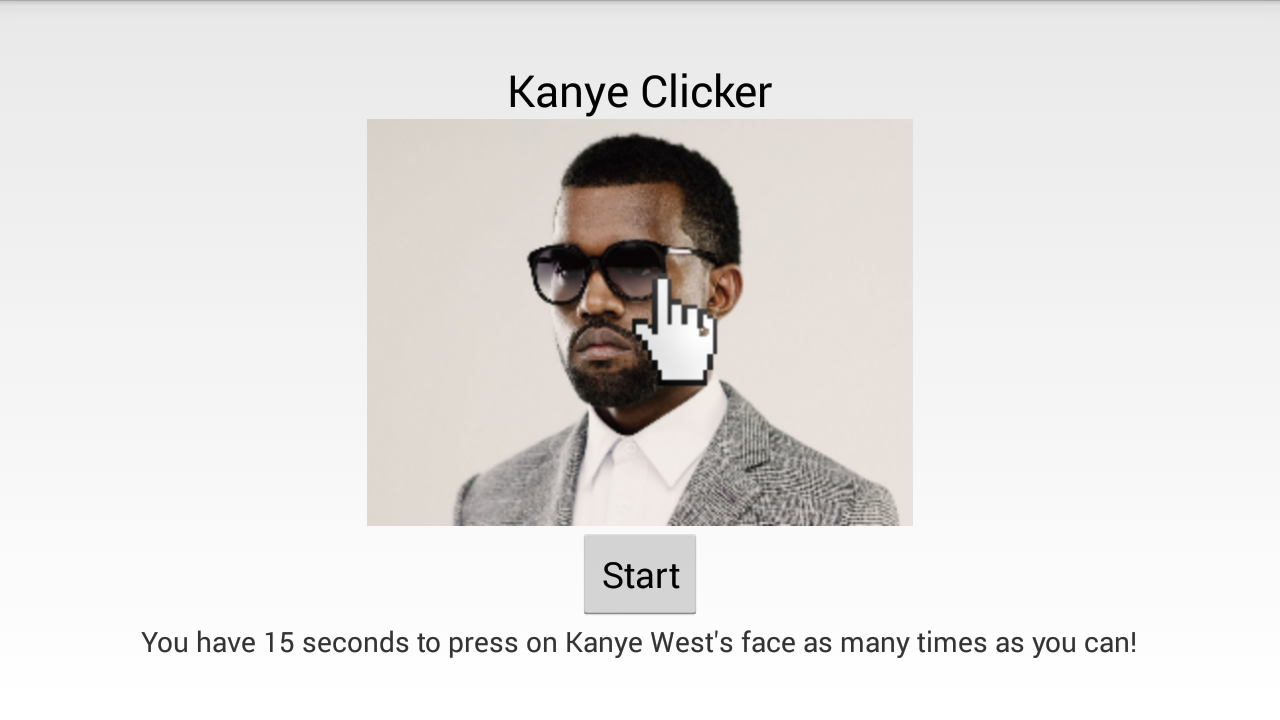 Kanye Clicker
Start
You have 15 seconds to press on Kanye West's face as many times as you can!